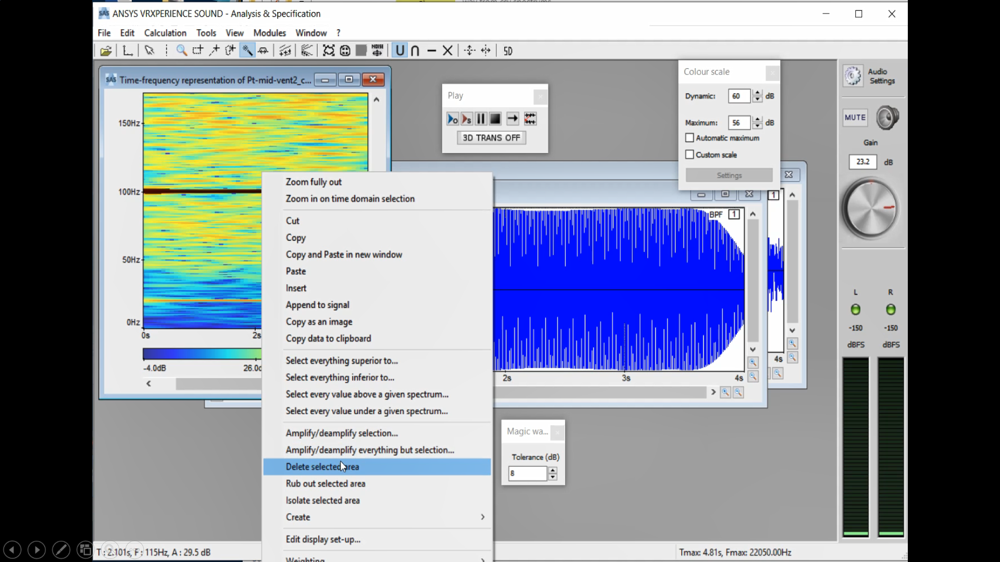 way from csv spectrums
SAS ANSYS VRXPERIENCE SOUND - Analysis & Specification
File Edit Calculation Tools View Modules Window ?
NOISE U 5D
SAS Time-frequency representation of Pt-mid-vent2_c...
150Hz
100Hz
50Hz
0Hz
0s 2s
-4.0dB 26.0d
Zoom fully out
Zoom in on time domain selection
Cut
Copy
Copy and Paste in new window
Paste
Insert
Append to signal
Copy as an image
Copy data to clipboard
Select everything superior to...
Select everything inferior to...
Select every value above a given spectrum...
Select every value under a given spectrum...
Amplify/deamplify selection...
Amplify/deamplify everything but selection...
Delete selected area
Rub out selected area
Isolate selected area
Create
Edit display set-up...
Weighting
Play
O S
3D TRANS OFF
BPF 1
2s 3s 4s
1
4s
Magic wa...
Tolerance (dB)
8
Colour scale
Dynamic: 60 dB
Maximum: 56 dB
Automatic maximum
Custom scale
Settings
Audio
Settings
MUTE
Gain
23.2 dB
L R
-150 -150
dBFS dBFS
T : 2.101s, F : 115Hz, A : 29.5 dB
Tmax: 4.81s, Fmax: 22050.00Hz